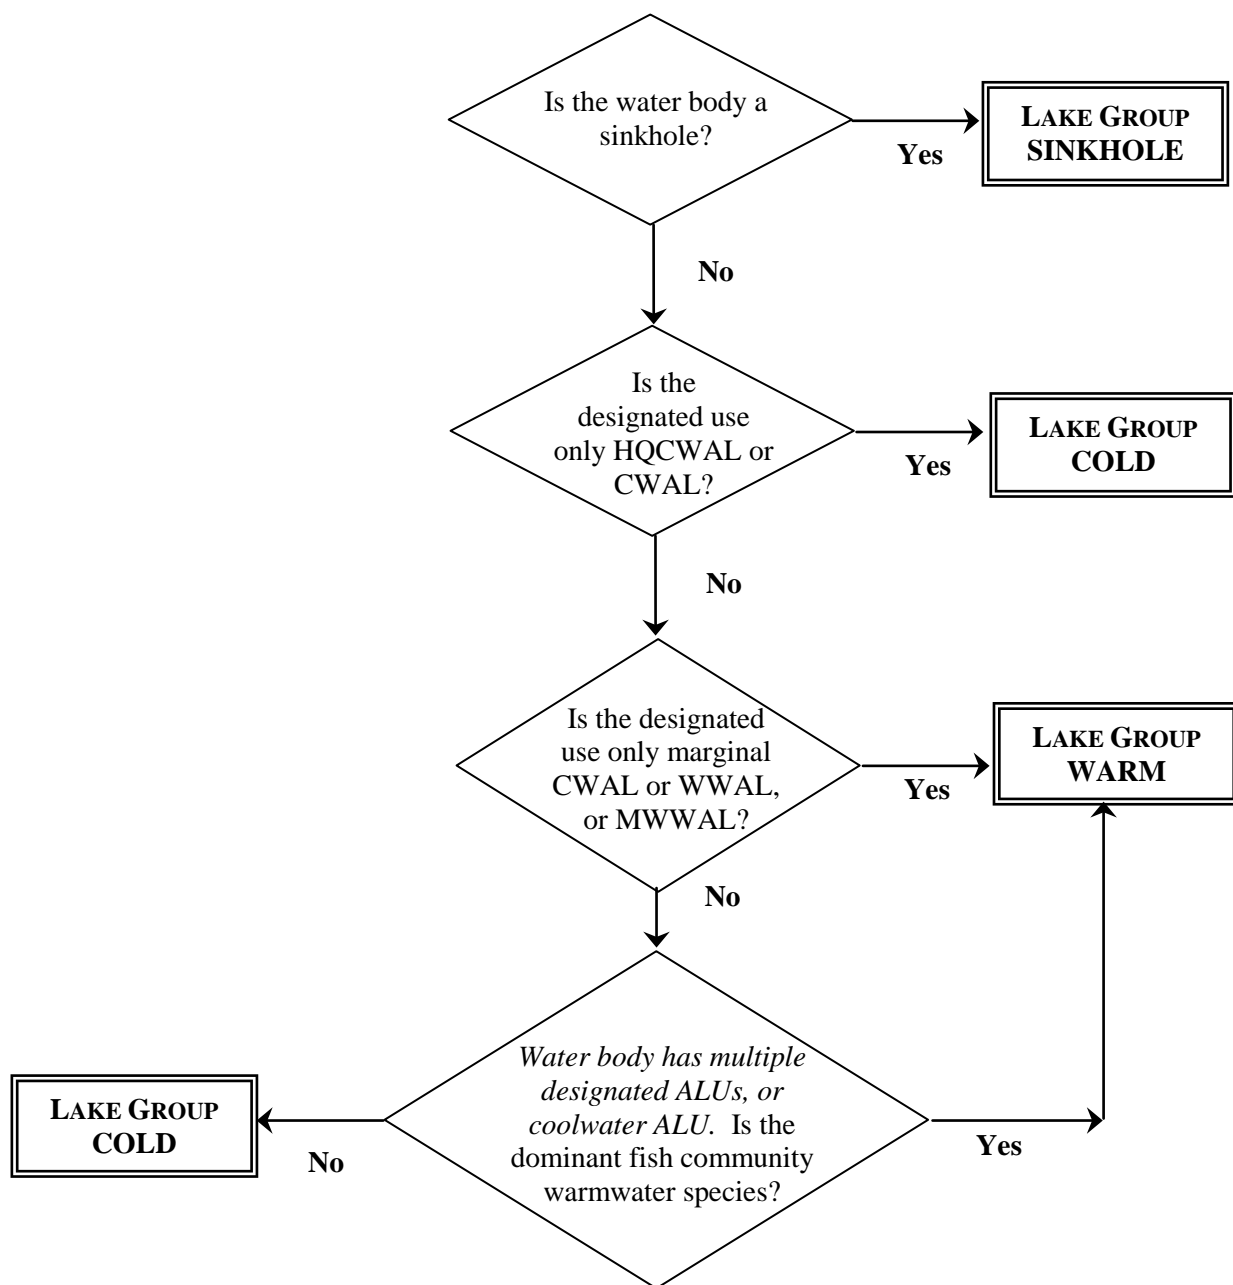 Is the water body a
sinkhole?
Yes
LAKE GROUP
SINKHOLE
No
Is the
designated use
only HQCWAL or
CWAL?
Yes
LAKE GROUP
COLD
No
Is the designated
use only marginal
CWAL or WWAL,
or MWWAL?
Yes
LAKE GROUP
WARM
No
Water body has multiple
designated ALUs, or
coolwater ALU. Is the
dominant fish community
warmwater species?
Yes
No
LAKE GROUP
COLD